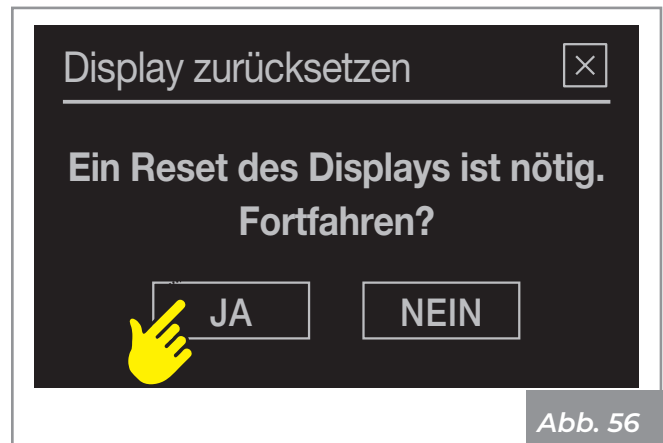 Display zurücksetzen
Ein Reset des Displays ist nötig.
Fortfahren?
JA NEIN
Abb. 56